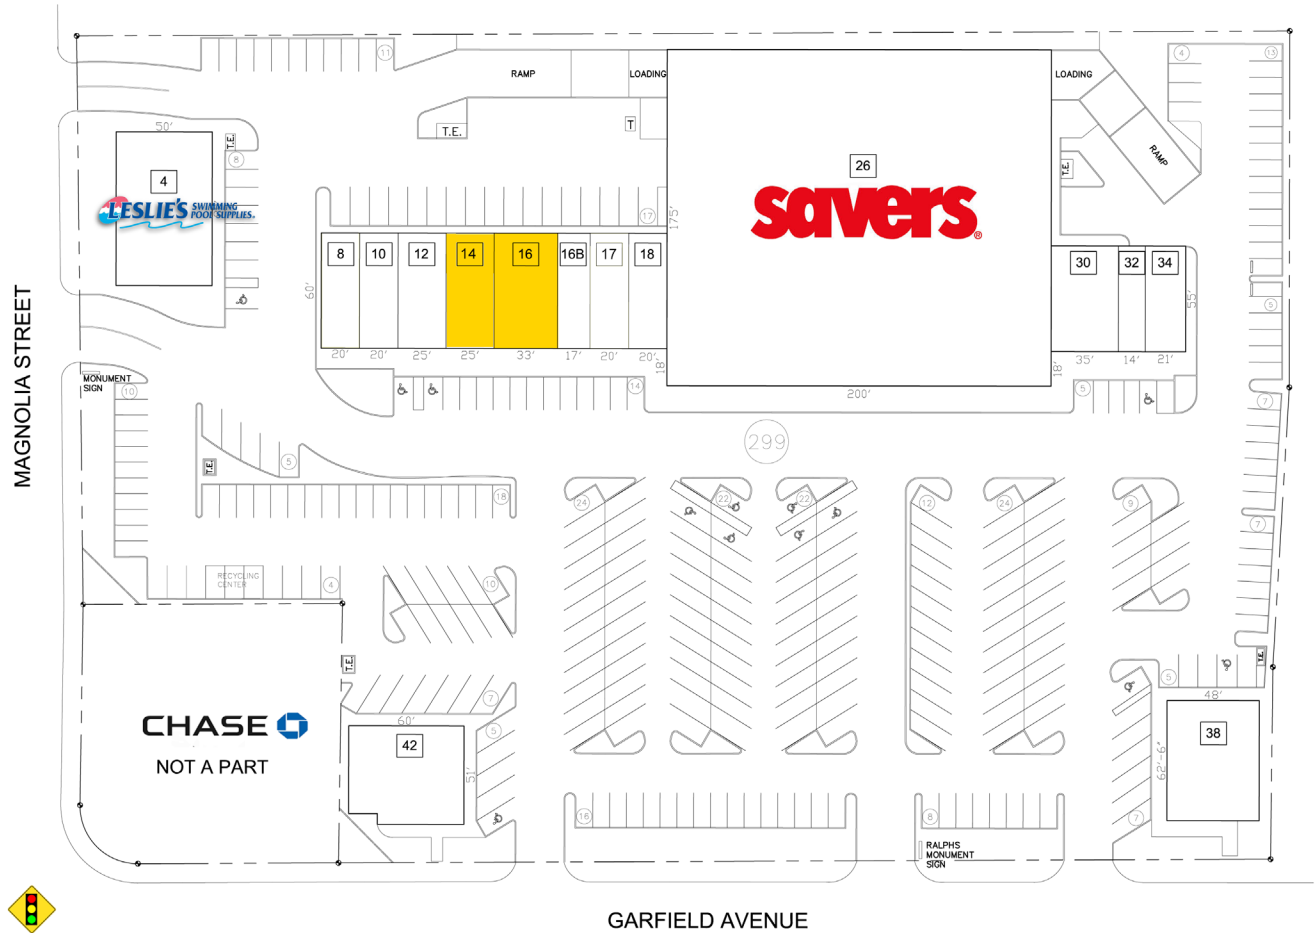 11
RAMP
LOADING
LOADING
4
13
T.E.
T
50'
T.E.
8
4
LESLIE'S SWIMMING
POOL SUPPLIES®
26
savers®
T.E.
RAMP
17
175'
8
10
12
14
16
16B
17
18
30
32
34
60'
55'
5
20'
20'
25'
25'
33'
17'
20'
20'
18'
18'
35'
14'
21'
MAGNOLIA STREET
MONUMENT
SIGN
10
14
200'
5
7
299
5
T.E.
18
24
22
22
12
24
9
7
RECYCLING
CENTER
4
10
T.E.
T.E.
7
5
48'
CHASE
NOT A PART
60'
42
5
51'
38
62'-6"
16
8
7
RALPHS
MONUMENT
SIGN
GARFIELD AVENUE